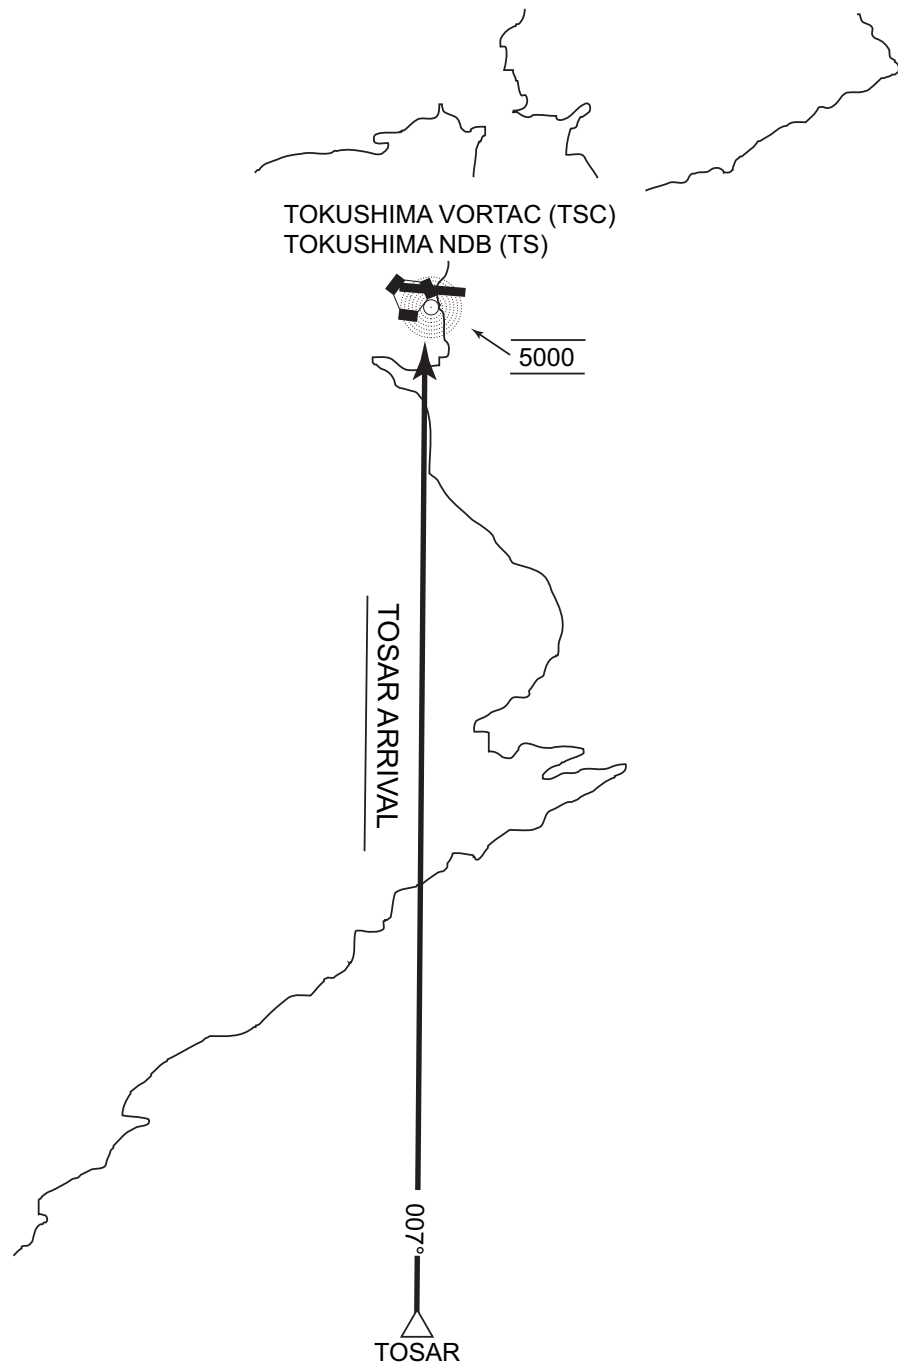 TOKUSHIMA VORTAC (TSC)
TOKUSHIMA NDB (TS)
5000
TOSAR ARRIVAL
007°
TOSAR